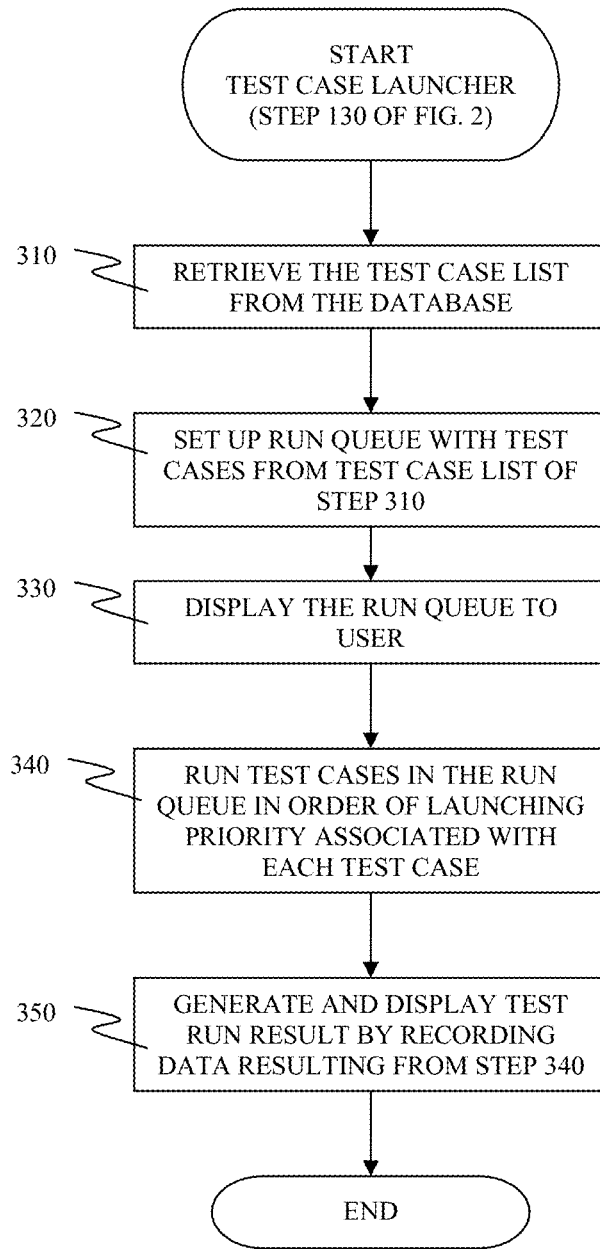 START
TEST CASE LAUNCHER
(STEP 130 OF FIG. 2)
310
RETRIEVE THE TEST CASE LIST
FROM THE DATABASE
320
SET UP RUN QUEUE WITH TEST
CASES FROM TEST CASE LIST OF
STEP 310
330
DISPLAY THE RUN QUEUE TO
USER
340
RUN TEST CASES IN THE RUN
QUEUE IN ORDER OF LAUNCHING
PRIORITY ASSOCIATED WITH
EACH TEST CASE
350
GENERATE AND DISPLAY TEST
RUN RESULT BY RECORDING
DATA RESULTING FROM STEP 340
END